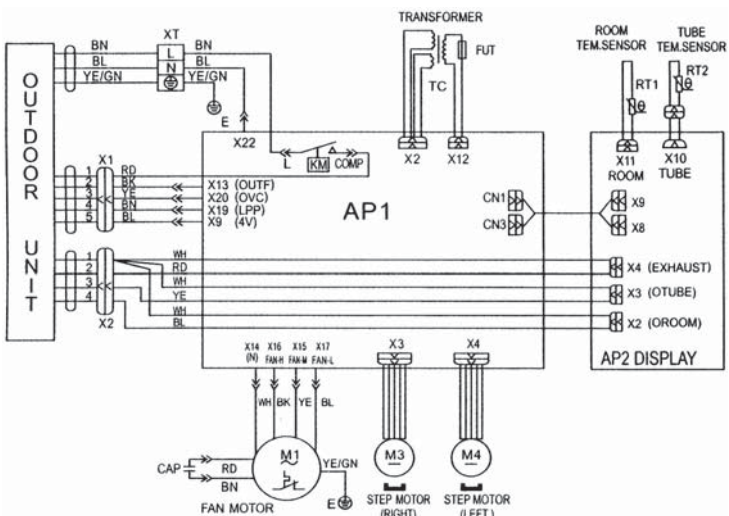 TRANSFORMER
ROOM
TEM.SENSOR
TUBE
TEM.SENSOR
XT
BN
L
BN
BL
N
BL
YE/GN
YE/GN
E
FUT
TC
RT1
θ
RT2
θ
OUTDOOR UNIT
X22
L
KM
COMP
X2
X12
X11
ROOM
X10
TUBE
X1
1 RD
2 BK
3 YE
4 BN
5 BL
X13 (OUTF)
X20 (OVC)
X19 (LPP)
X9 (4V)
AP1
CN1
CN3
X9
X8
1
2
3
4
X2
WH
RD
WH
YE
WH
BL
X4 (EXHAUST)
X3 (OTUBE)
X2 (OROOM)
AP2 DISPLAY
X14 X16 X15 X17
(N) FAN-H FAN-M FAN-L
X3
X4
WH BK YE BL
CAP
RD
BN
M1
~
YE/GN
E
M3
M4
FAN MOTOR
STEP MOTOR
(RIGHT)
STEP MOTOR
(LEFT)